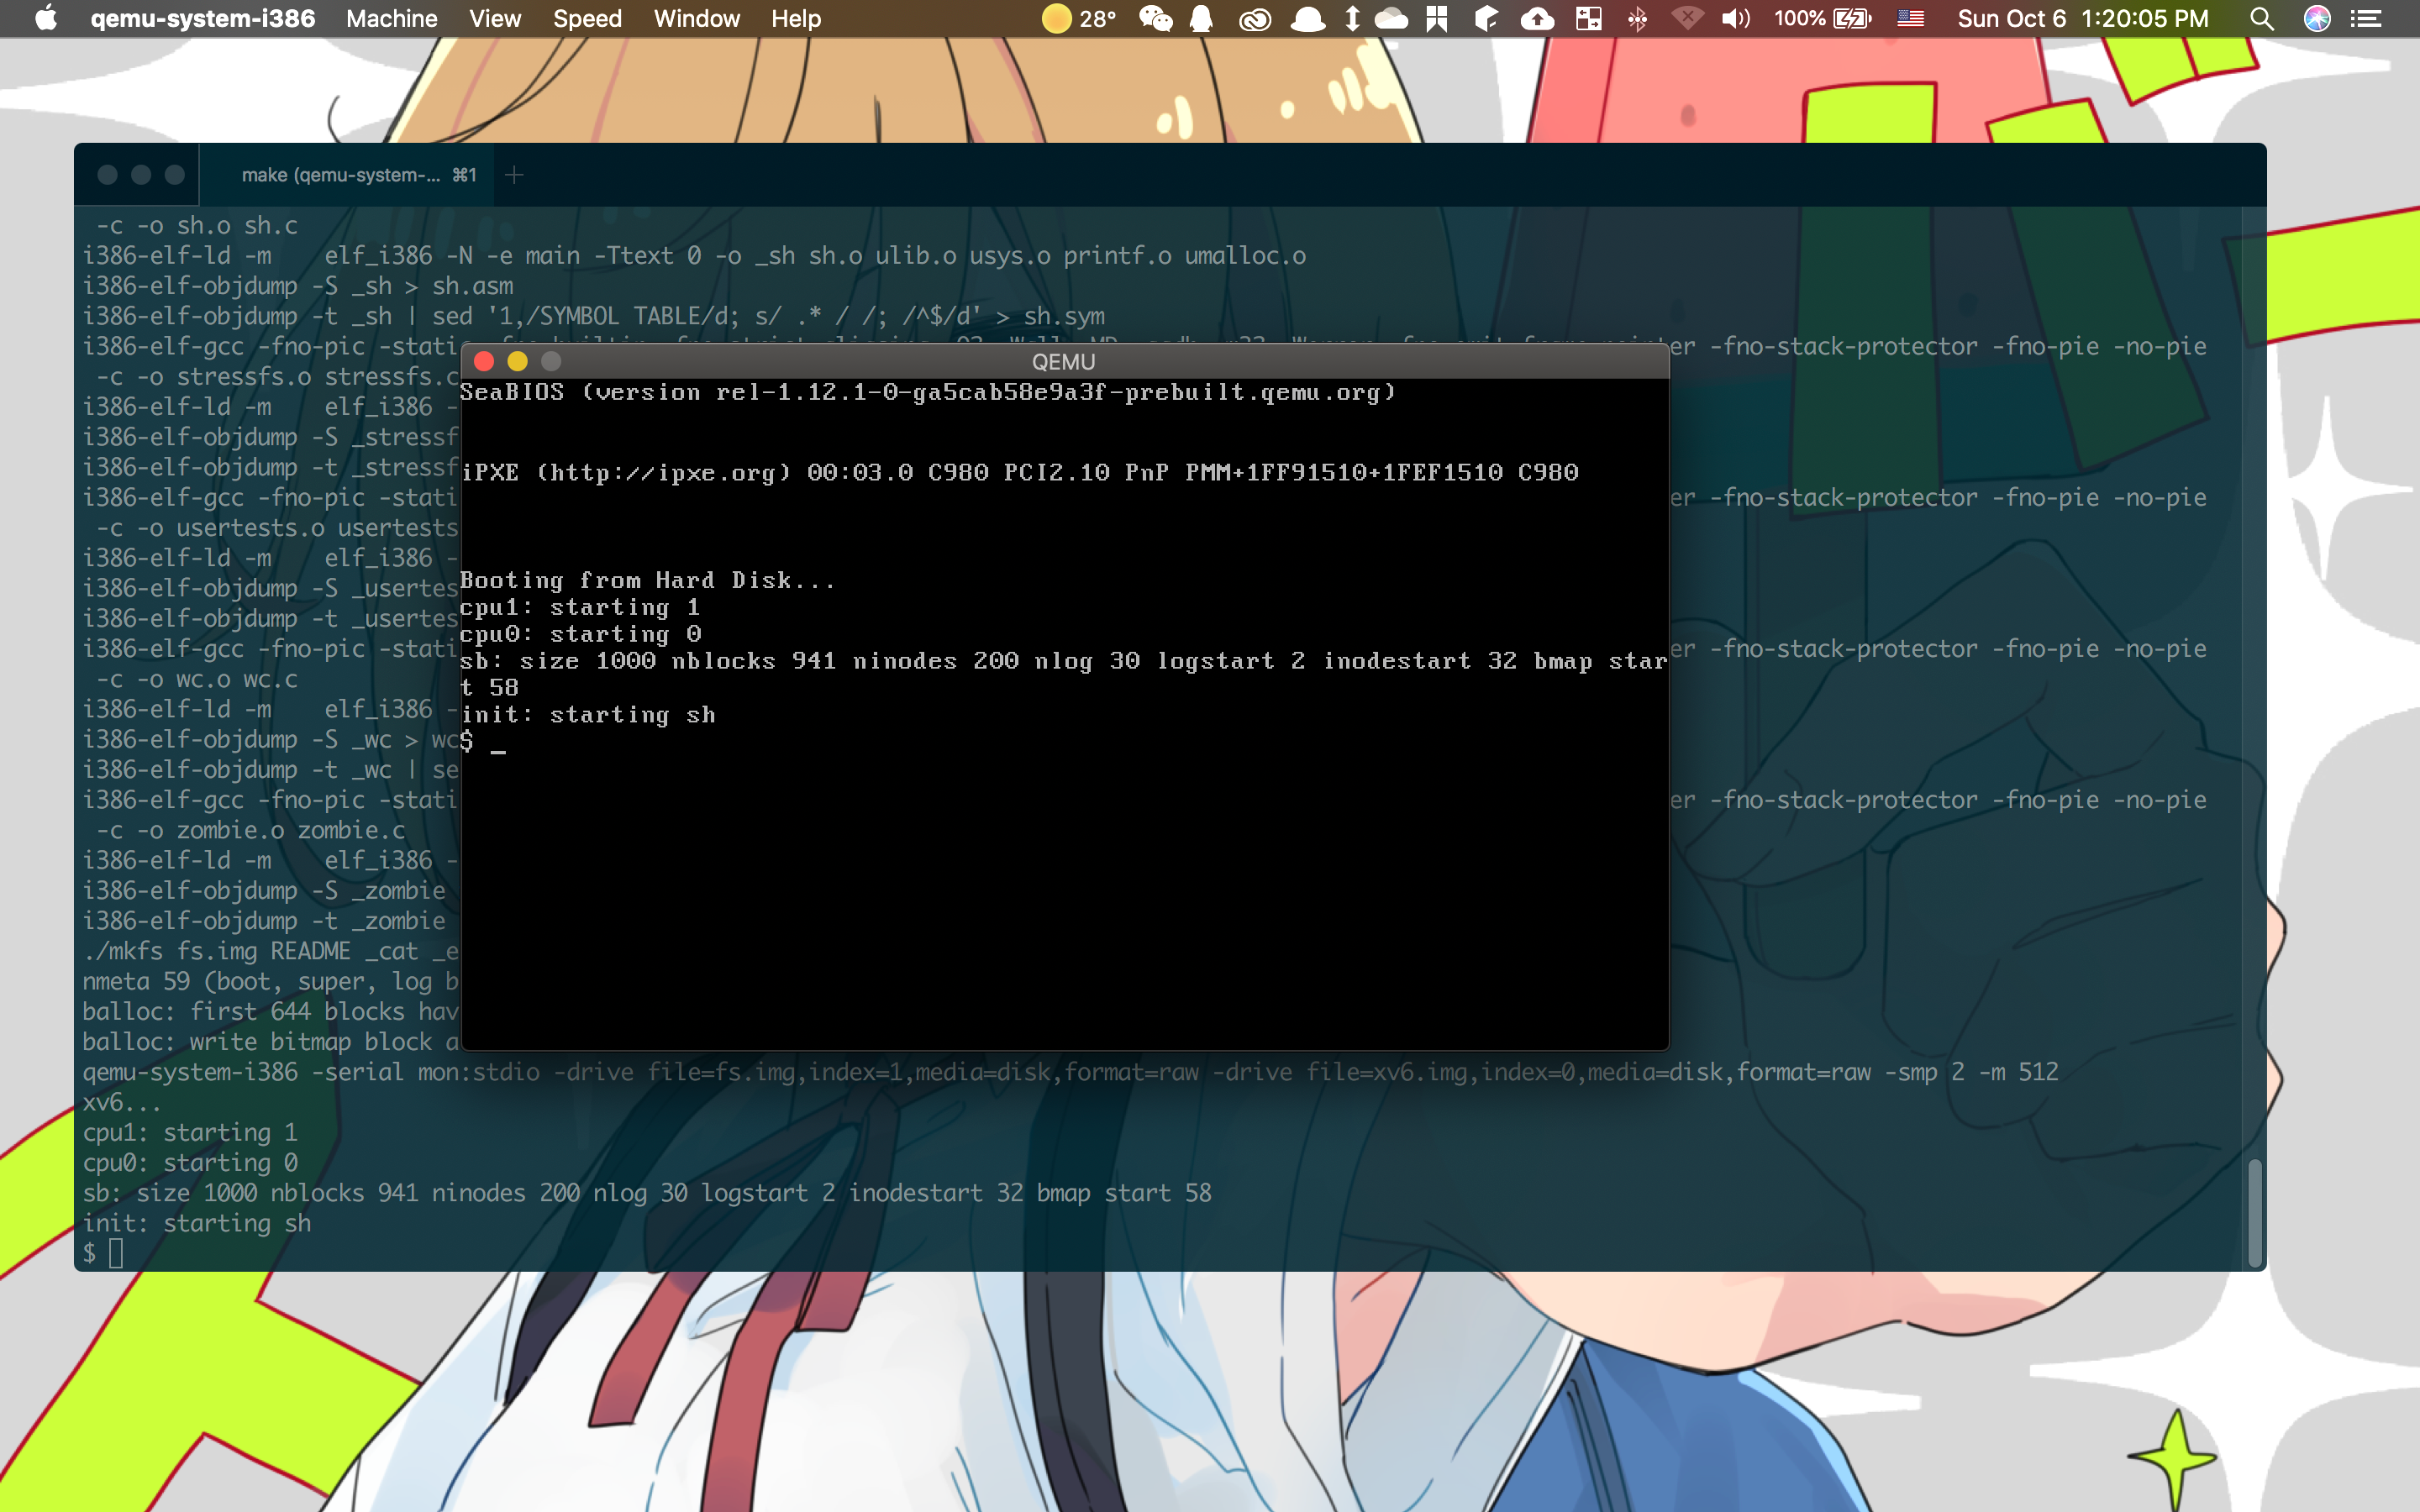 qemu-system-i386 Machine View Speed Window Help 28° 100% Sun Oct 6 1:20:05 PM
make (qemu-system-... ⌘1 +
-c -o sh.o sh.c
i386-elf-ld -m    elf_i386 -N -e main -Ttext 0 -o _sh sh.o ulib.o usys.o printf.o umalloc.o
i386-elf-objdump -S _sh > sh.asm
i386-elf-objdump -t _sh | sed '1,/SYMBOL TABLE/d; s/ .* / /; /^$/d' > sh.sym
i386-elf-gcc -fno-pic -static er -fno-stack-protector -fno-pie -no-pie
-c -o stressfs.o stressfs.c
i386-elf-ld -m    elf_i386 -
i386-elf-objdump -S _stressf
i386-elf-objdump -t _stressf
i386-elf-gcc -fno-pic -stati er -fno-stack-protector -fno-pie -no-pie
-c -o usertests.o usertests
i386-elf-ld -m    elf_i386 -
i386-elf-objdump -S _usertes
i386-elf-objdump -t _usertes
i386-elf-gcc -fno-pic -stati er -fno-stack-protector -fno-pie -no-pie
-c -o wc.o wc.c
i386-elf-ld -m    elf_i386 -
i386-elf-objdump -S _wc > wc
i386-elf-objdump -t _wc | se
i386-elf-gcc -fno-pic -stati er -fno-stack-protector -fno-pie -no-pie
-c -o zombie.o zombie.c
i386-elf-ld -m    elf_i386 -
i386-elf-objdump -S _zombie
i386-elf-objdump -t _zombie
./mkfs fs.img README _cat _e
nmeta 59 (boot, super, log b
balloc: first 644 blocks hav
balloc: write bitmap block a
qemu-system-i386 -serial mon:stdio -drive file=fs.img,index=1,media=disk,format=raw -drive file=xv6.img,index=0,media=disk,format=raw -smp 2 -m 512
xv6...
cpu1: starting 1
cpu0: starting 0
sb: size 1000 nblocks 941 ninodes 200 nlog 30 logstart 2 inodestart 32 bmap start 58
init: starting sh
$
QEMU
SeaBIOS (version rel-1.12.1-0-ga5cab58e9a3f-prebuilt.qemu.org)
iPXE (http://ipxe.org) 00:03.0 C980 PCI2.10 PnP PMM+1FF91510+1FEF1510 C980
Booting from Hard Disk...
cpu1: starting 1
cpu0: starting 0
sb: size 1000 nblocks 941 ninodes 200 nlog 30 logstart 2 inodestart 32 bmap star
t 58
init: starting sh
$ _